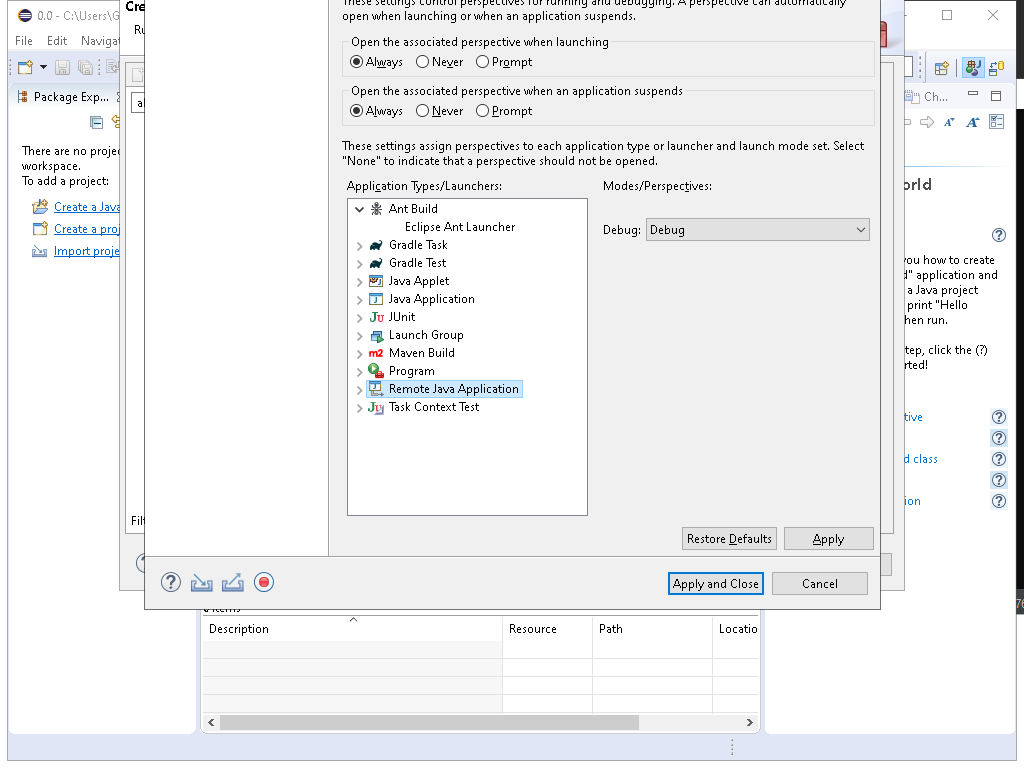 0.0 - C:\Users\G
Cre
File Edit Navigat
Ru
These settings control perspectives for running and debugging. A perspective can automatically
open when launching or when an application suspends.
Open the associated perspective when launching
Always Never Prompt
Package Exp...
Open the associated perspective when an application suspends
Always Never Prompt
Ch...
There are no projec
workspace.
To add a project:
Create a Java
Create a proj
Import proje
These settings assign perspectives to each application type or launcher and launch mode set. Select
"None" to indicate that a perspective should not be opened.
Application Types/Launchers:
Modes/Perspectives:
Ant Build
Eclipse Ant Launcher
Gradle Task
Gradle Test
Java Applet
Java Application
JUnit
Launch Group
Maven Build
Program
Remote Java Application
Task Context Test
Debug: Debug
orld
you how to create
d" application and
a Java project
print "Hello
hen run.
tep, click the (?)
rted!
tive
d class
ion
Filt
Restore Defaults Apply
Apply and Close Cancel
0 items
Description Resource Path Locatio